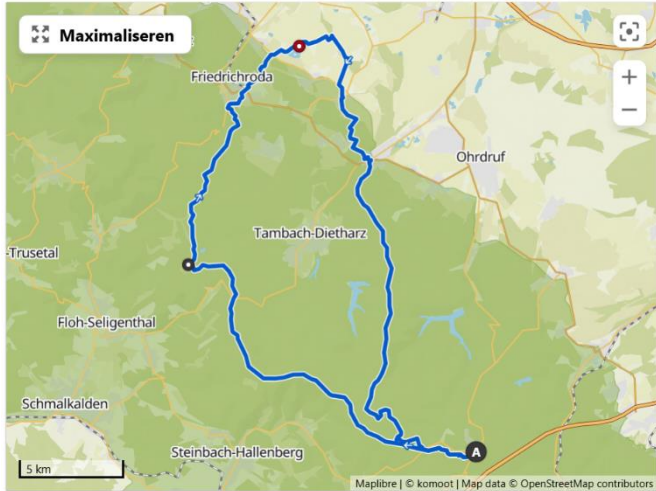 Maximaliseren
Friedrichroda
Ohrdruf
Tambach-Dietharz
-Trusetal
Floh-Seligenthal
Schmalkalden
Steinbach-Hallenberg
A
5 km
Maplibre | © komoot | Map data © OpenStreetMap contributors